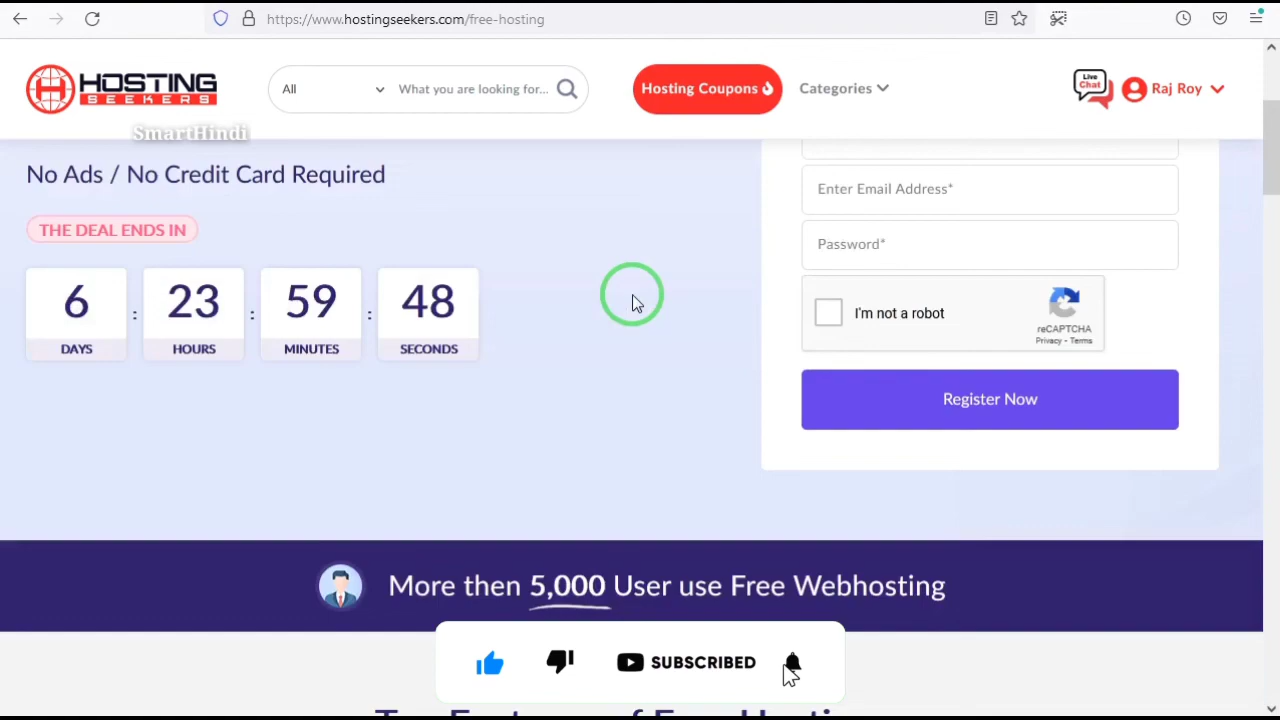 https://www.hostingseekers.com/free-hosting
HOSTING
SEEKERS
All
What you are looking for...
Hosting Coupons
Categories
Live
Chat
Raj Roy
SmartHindi
No Ads / No Credit Card Required
THE DEAL ENDS IN
6 : 23 : 59 : 48
DAYS HOURS MINUTES SECONDS
Enter Email Address*
Password*
I'm not a robot
reCAPTCHA
Privacy - Terms
Register Now
More then 5,000 User use Free Webhosting
SUBSCRIBED